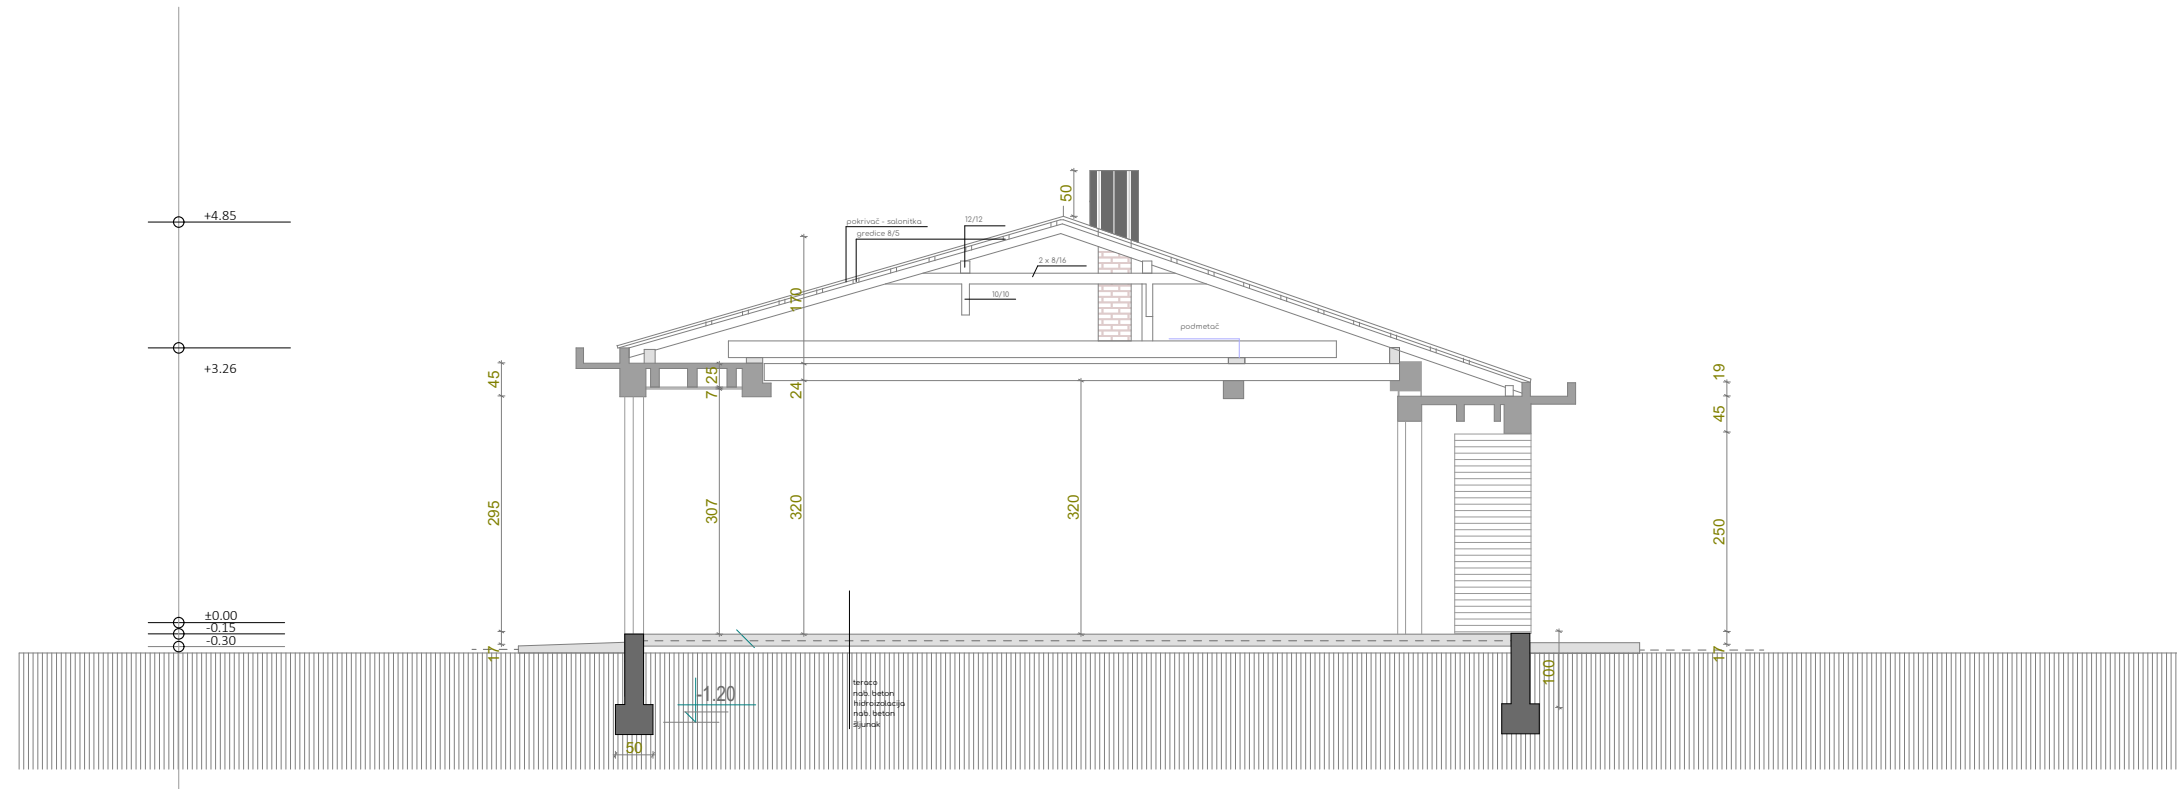 +4.85
+3.26
±0.00
-0.15
-0.30
50
pokrivač - salonitka
gredice 8/5
12/12
2 x 8/16
10/10
170
podmetač
45
295
17
25
7
307
24
320
320
19
45
250
17
100
-1.20
50
teraco
nab. beton
hidroizolacija
nab. beton
šljunak